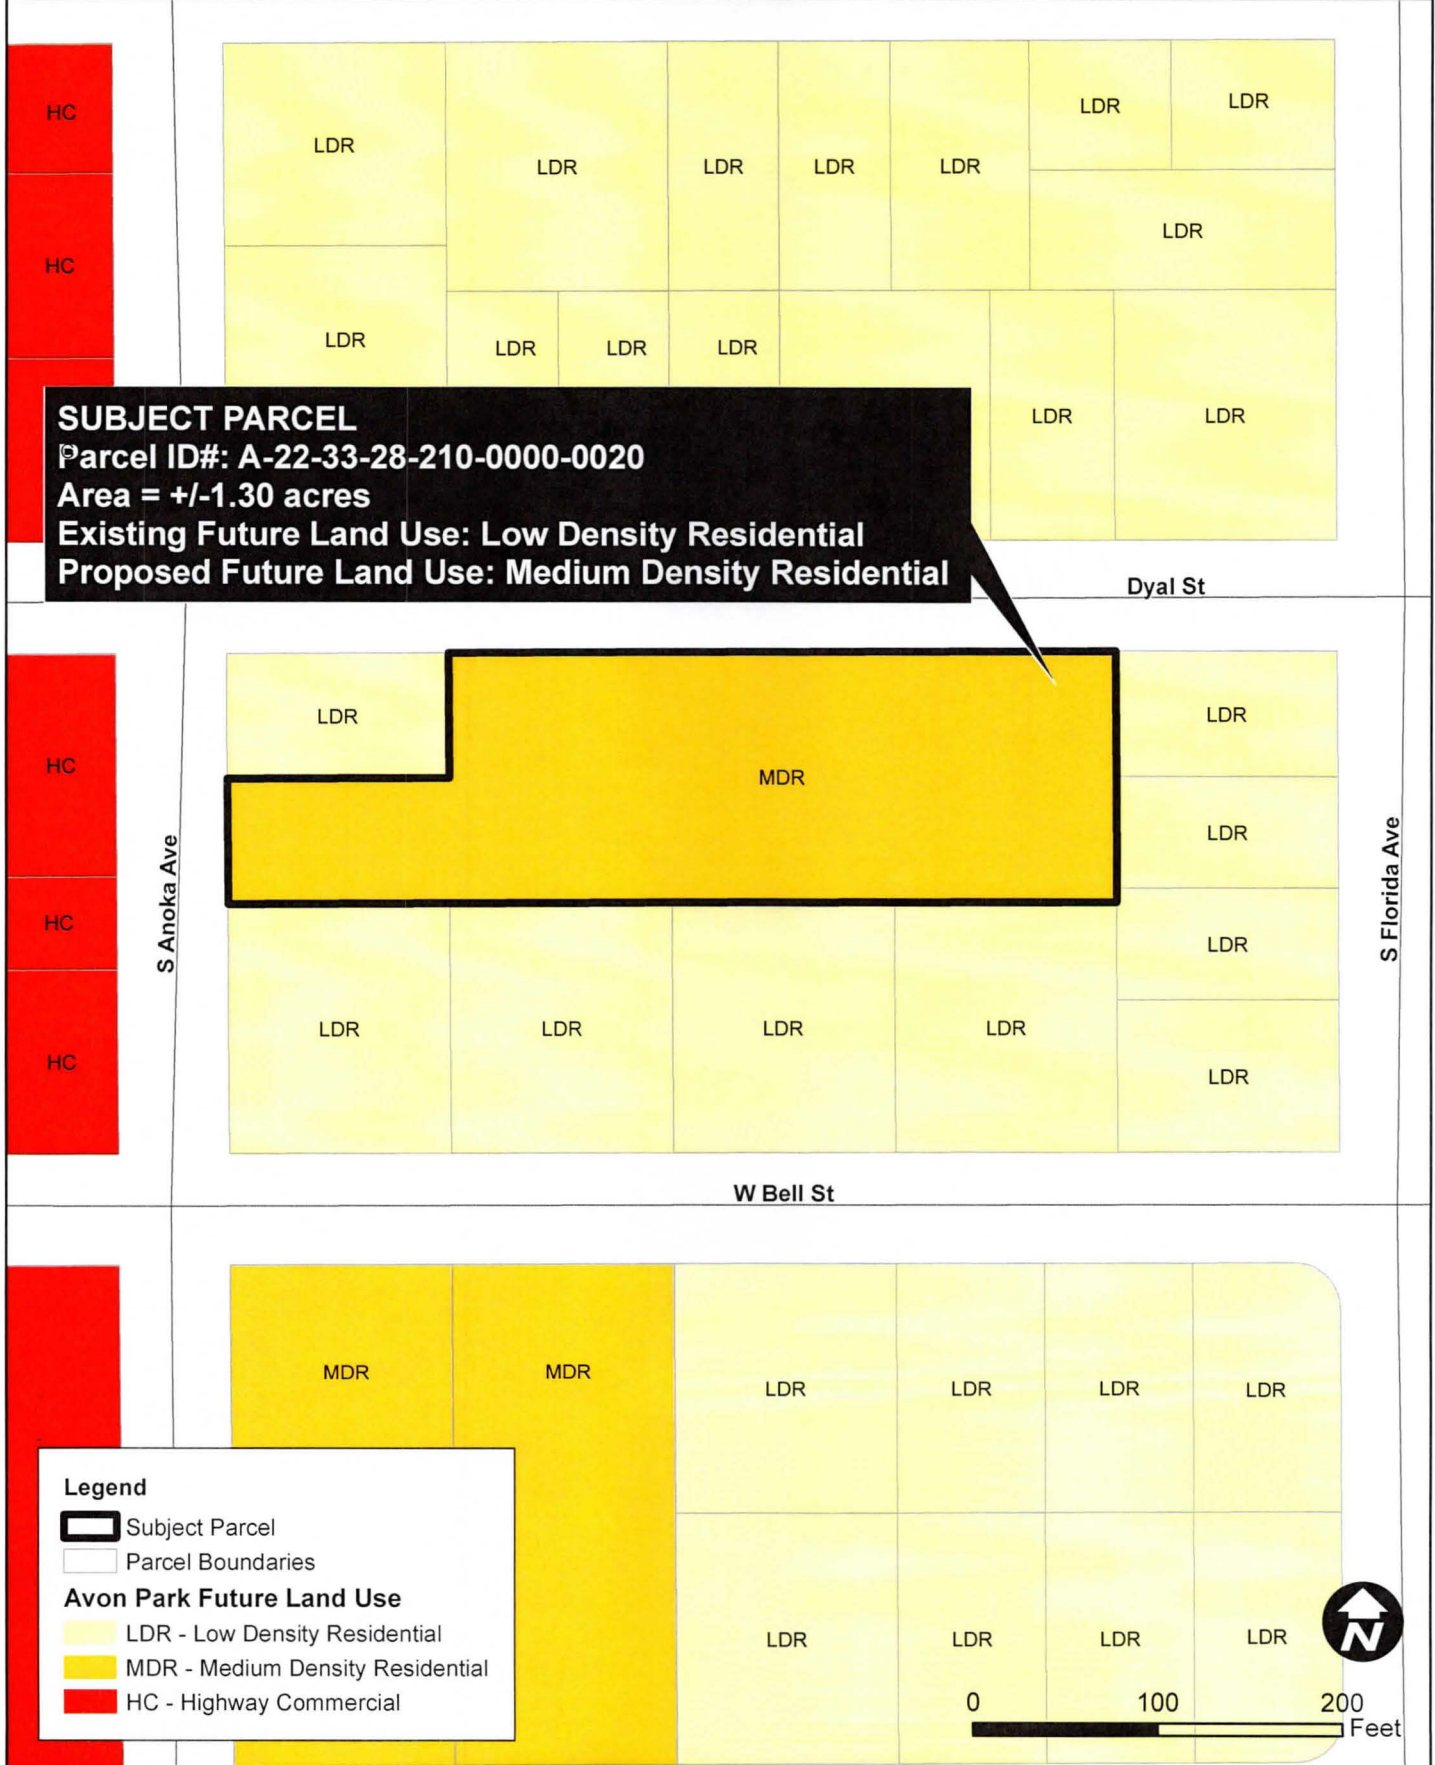 HC
LDR
LDR
LDR
LDR
LDR
LDR
LDR
LDR
HC
LDR
LDR
LDR
LDR
LDR
LDR
SUBJECT PARCEL
Parcel ID#: A-22-33-28-210-0000-0020
Area = +/-1.30 acres
Existing Future Land Use: Low Density Residential
Proposed Future Land Use: Medium Density Residential
Dyal St
LDR
LDR
HC
MDR
LDR
S Anoka Ave
S Florida Ave
HC
LDR
LDR
LDR
LDR
LDR
HC
LDR
W Bell St
MDR
MDR
LDR
LDR
LDR
LDR
Legend
Subject Parcel
Parcel Boundaries
Avon Park Future Land Use
LDR - Low Density Residential
MDR - Medium Density Residential
HC - Highway Commercial
LDR
LDR
LDR
LDR
N
0 100 200
Feet